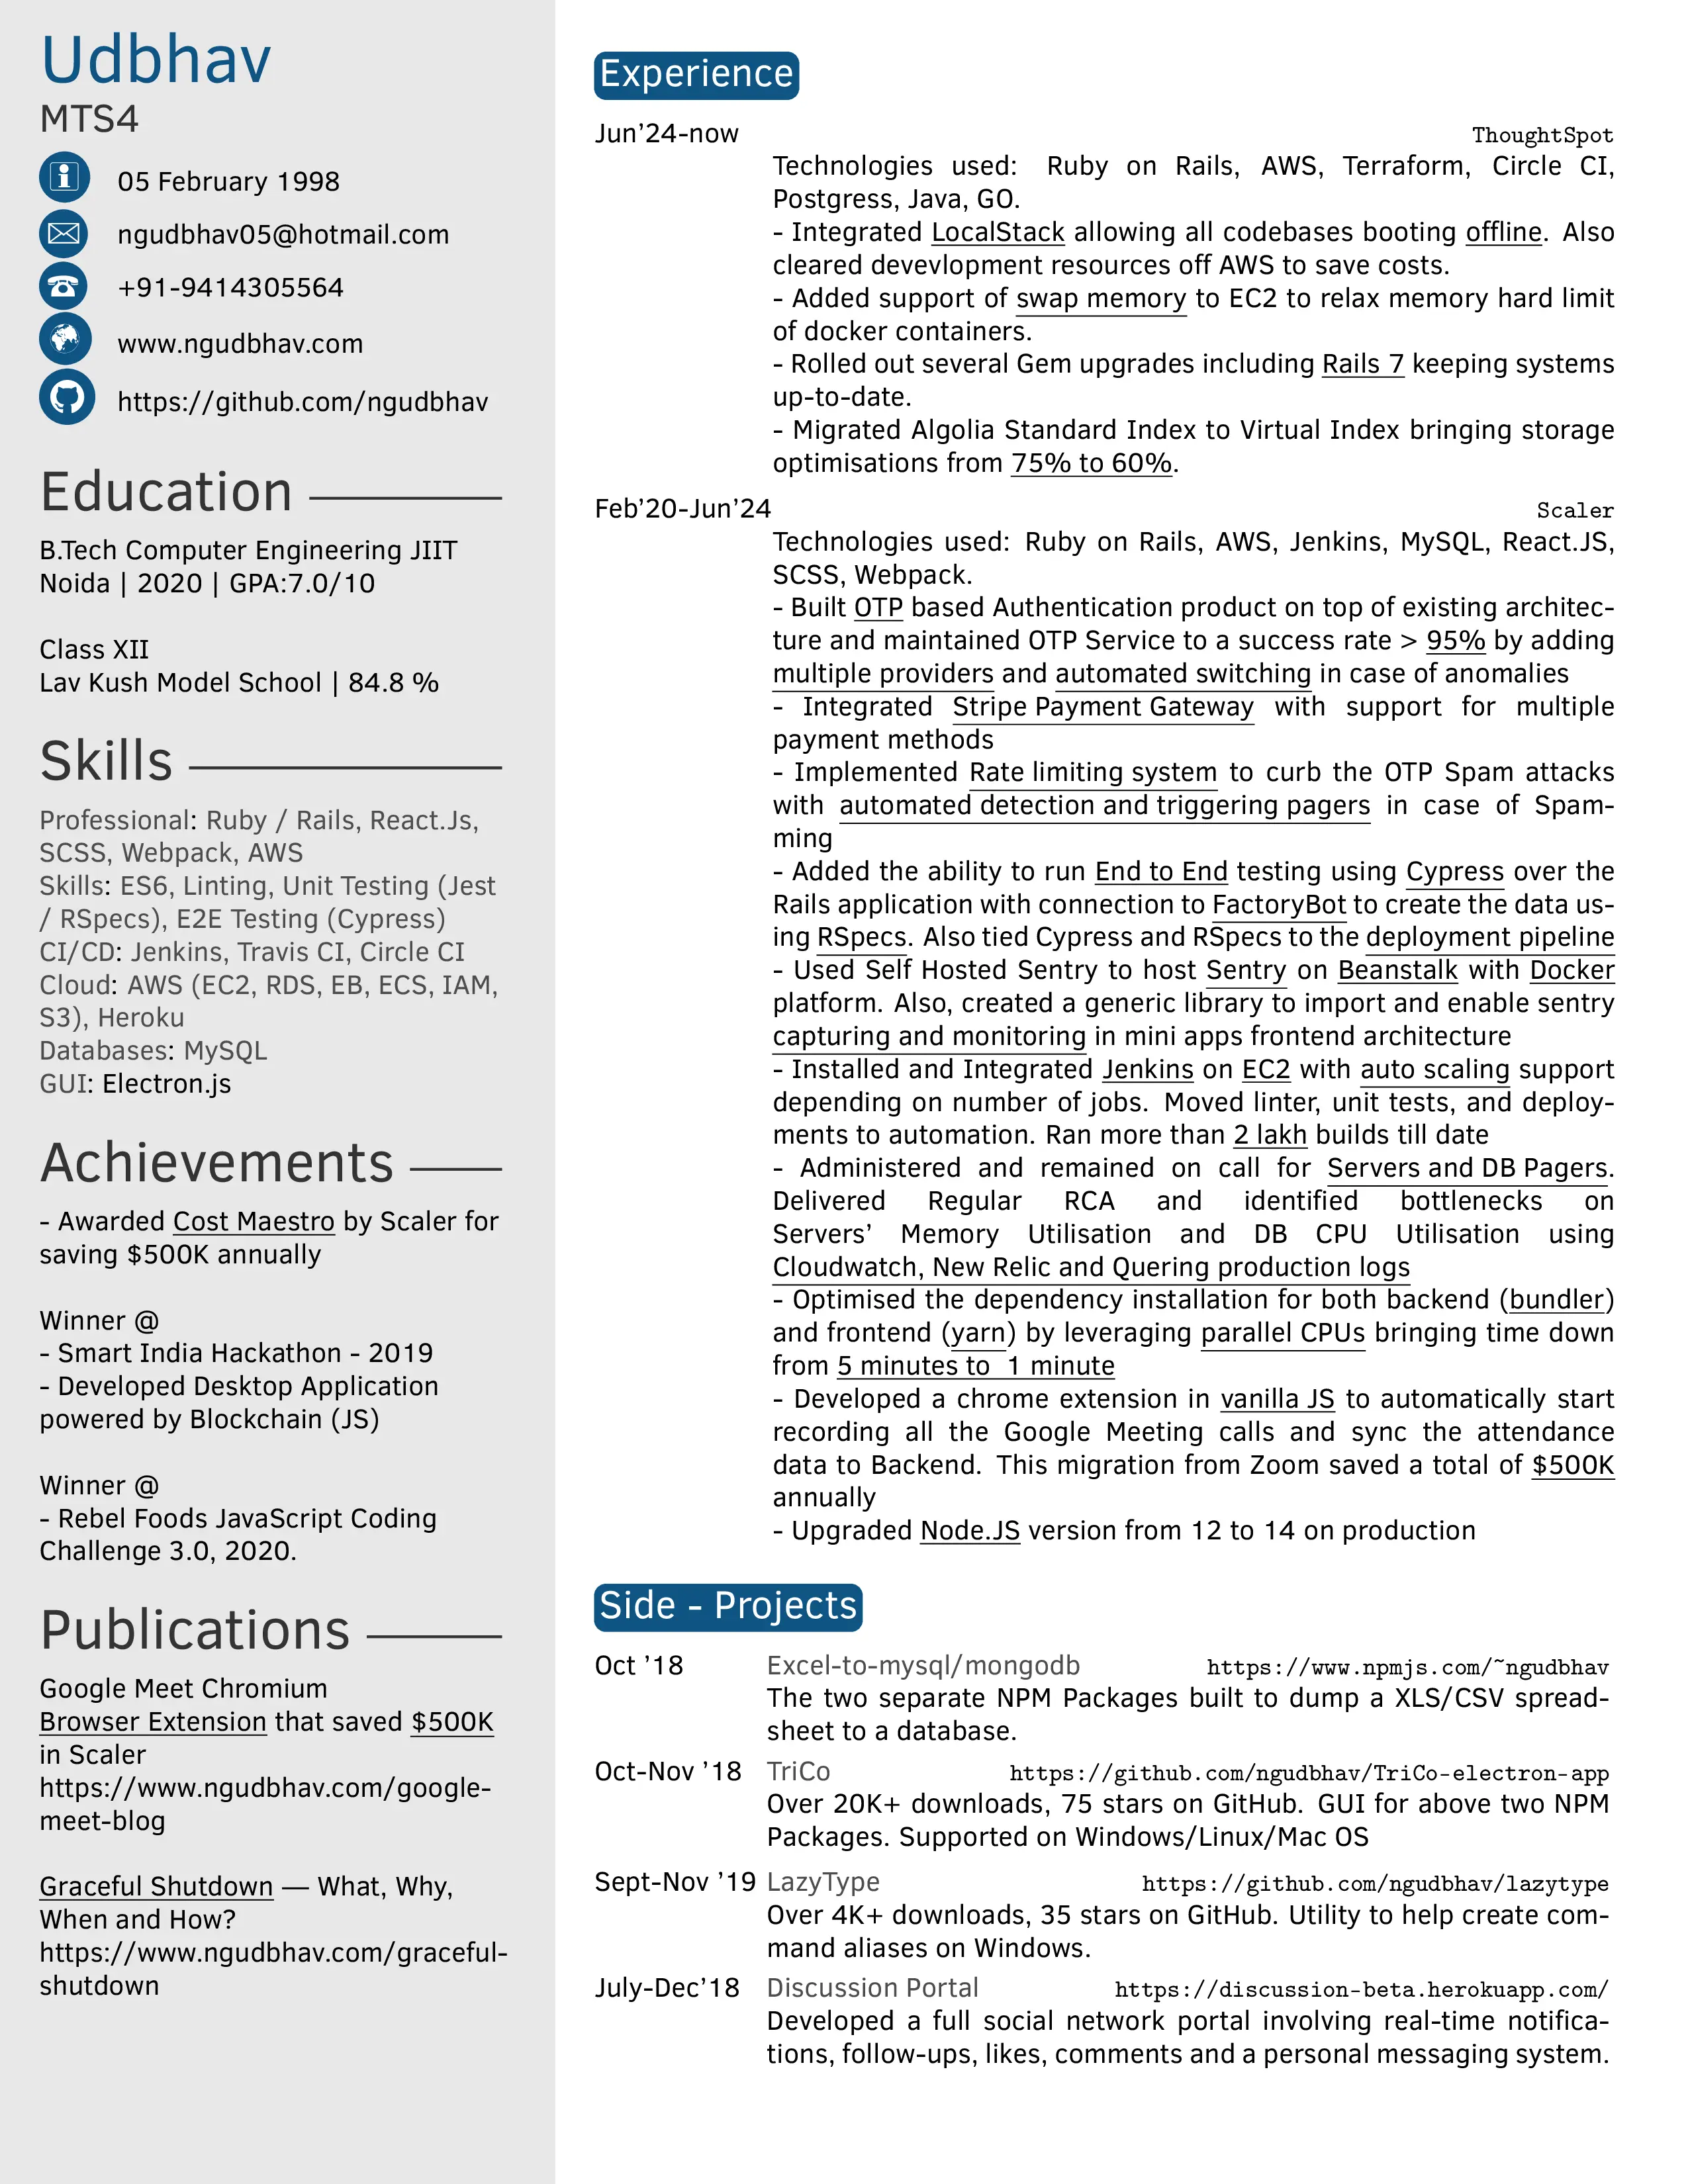 Udbhav
MTS4
05 February 1998
ngudbhav05@hotmail.com
+91-9414305564
www.ngudbhav.com
https://github.com/ngudbhav
Education
B.Tech Computer Engineering JIIT
Noida | 2020 | GPA:7.0/10
Class XII
Lav Kush Model School | 84.8 %
Skills
Professional: Ruby / Rails, React.Js,
SCSS, Webpack, AWS
Skills: ES6, Linting, Unit Testing (Jest
/ RSpecs), E2E Testing (Cypress)
CI/CD: Jenkins, Travis CI, Circle CI
Cloud: AWS (EC2, RDS, EB, ECS, IAM,
S3), Heroku
Databases: MySQL
GUI: Electron.js
Achievements
- Awarded Cost Maestro by Scaler for
saving $500K annually
Winner @
- Smart India Hackathon - 2019
- Developed Desktop Application
powered by Blockchain (JS)
Winner @
- Rebel Foods JavaScript Coding
Challenge 3.0, 2020.
Publications
Google Meet Chromium
Browser Extension that saved $500K
in Scaler
https://www.ngudbhav.com/google-
meet-blog
Graceful Shutdown — What, Why,
When and How?
https://www.ngudbhav.com/graceful-
shutdown
Experience
Jun’24-now ThoughtSpot
Technologies used: Ruby on Rails, AWS, Terraform, Circle CI,
Postgress, Java, GO.
- Integrated LocalStack allowing all codebases booting offline. Also
cleared devevlopment resources off AWS to save costs.
- Added support of swap memory to EC2 to relax memory hard limit
of docker containers.
- Rolled out several Gem upgrades including Rails 7 keeping systems
up-to-date.
- Migrated Algolia Standard Index to Virtual Index bringing storage
optimisations from 75% to 60%.
Feb’20-Jun’24 Scaler
Technologies used: Ruby on Rails, AWS, Jenkins, MySQL, React.JS,
SCSS, Webpack.
- Built OTP based Authentication product on top of existing architec-
ture and maintained OTP Service to a success rate > 95% by adding
multiple providers and automated switching in case of anomalies
- Integrated Stripe Payment Gateway with support for multiple
payment methods
- Implemented Rate limiting system to curb the OTP Spam attacks
with automated detection and triggering pagers in case of Spam-
ming
- Added the ability to run End to End testing using Cypress over the
Rails application with connection to FactoryBot to create the data us-
ing RSpecs. Also tied Cypress and RSpecs to the deployment pipeline
- Used Self Hosted Sentry to host Sentry on Beanstalk with Docker
platform. Also, created a generic library to import and enable sentry
capturing and monitoring in mini apps frontend architecture
- Installed and Integrated Jenkins on EC2 with auto scaling support
depending on number of jobs. Moved linter, unit tests, and deploy-
ments to automation. Ran more than 2 lakh builds till date
- Administered and remained on call for Servers and DB Pagers.
Delivered Regular RCA and identified bottlenecks on
Servers’ Memory Utilisation and DB CPU Utilisation using
Cloudwatch, New Relic and Quering production logs
- Optimised the dependency installation for both backend (bundler)
and frontend (yarn) by leveraging parallel CPUs bringing time down
from 5 minutes to 1 minute
- Developed a chrome extension in vanilla JS to automatically start
recording all the Google Meeting calls and sync the attendance
data to Backend. This migration from Zoom saved a total of $500K
annually
- Upgraded Node.JS version from 12 to 14 on production
Side - Projects
Oct ’18 Excel-to-mysql/mongodb https://www.npmjs.com/~ngudbhav
The two separate NPM Packages built to dump a XLS/CSV spread-
sheet to a database.
Oct-Nov ’18 TriCo https://github.com/ngudbhav/TriCo-electron-app
Over 20K+ downloads, 75 stars on GitHub. GUI for above two NPM
Packages. Supported on Windows/Linux/Mac OS
Sept-Nov ’19 LazyType https://github.com/ngudbhav/lazytype
Over 4K+ downloads, 35 stars on GitHub. Utility to help create com-
mand aliases on Windows.
July-Dec’18 Discussion Portal https://discussion-beta.herokuapp.com/
Developed a full social network portal involving real-time notifica-
tions, follow-ups, likes, comments and a personal messaging system.